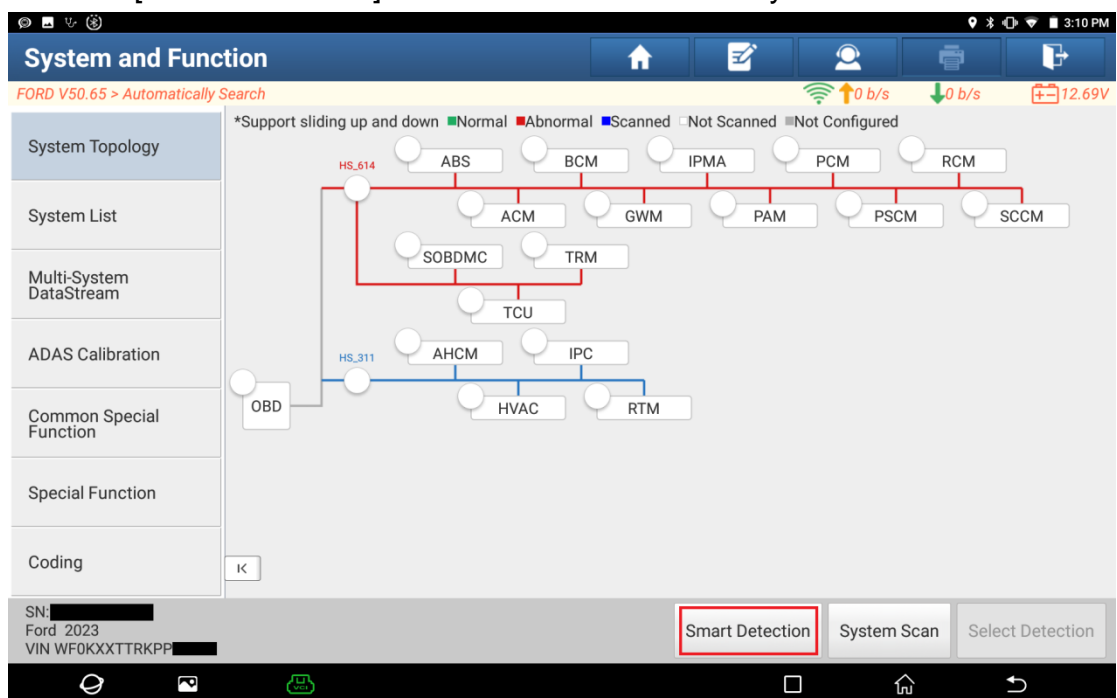 3:10 PM
System and Function
FORD V50.65 > Automatically Search
0 b/s
0 b/s
12.69V
*Support sliding up and down Normal Abnormal Scanned Not Scanned Not Configured
System Topology
System List
Multi-System
DataStream
ADAS Calibration
Common Special
Function
Special Function
Coding
HS_614
ABS
BCM
IPMA
PCM
RCM
ACM
GWM
PAM
PSCM
SCCM
SOBDMC
TRM
TCU
HS_311
AHCM
IPC
OBD
HVAC
RTM
SN:
Ford 2023
VIN WF0KXXTTRKPP
Smart Detection
System Scan
Select Detection
VCI